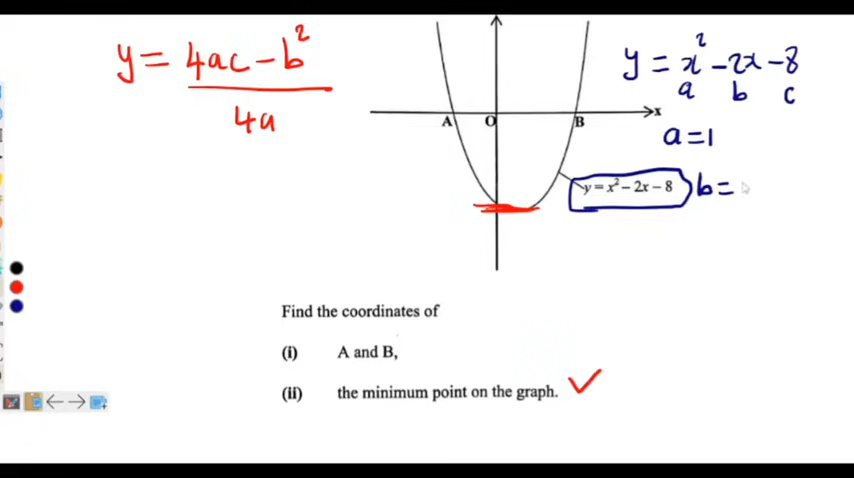 y = 4ac - b²
4a
y = x² - 2x - 8
a b c
a = 1
A O B x
y = x² – 2x – 8
b =
Find the coordinates of
(i) A and B,
(ii) the minimum point on the graph.